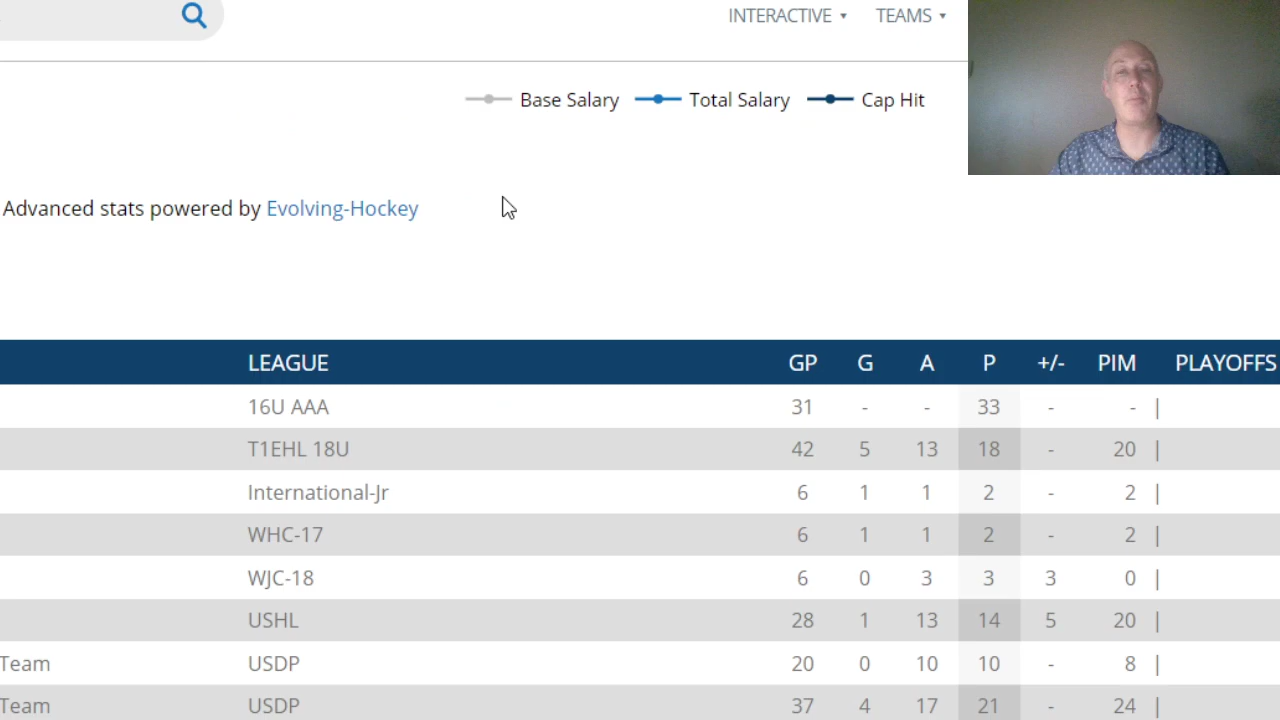 INTERACTIVE ▾ TEAMS ▾
Base Salary Total Salary Cap Hit
Advanced stats powered by Evolving-Hockey
LEAGUE GP G A P +/- PIM PLAYOFFS
16U AAA 31 - - 33 - - |
T1EHL 18U 42 5 13 18 - 20 |
International-Jr 6 1 1 2 - 2 |
WHC-17 6 1 1 2 - 2 |
WJC-18 6 0 3 3 3 0 |
USHL 28 1 13 14 5 20 |
Team USDP 20 0 10 10 - 8 |
Team USDP 37 4 17 21 - 24 |